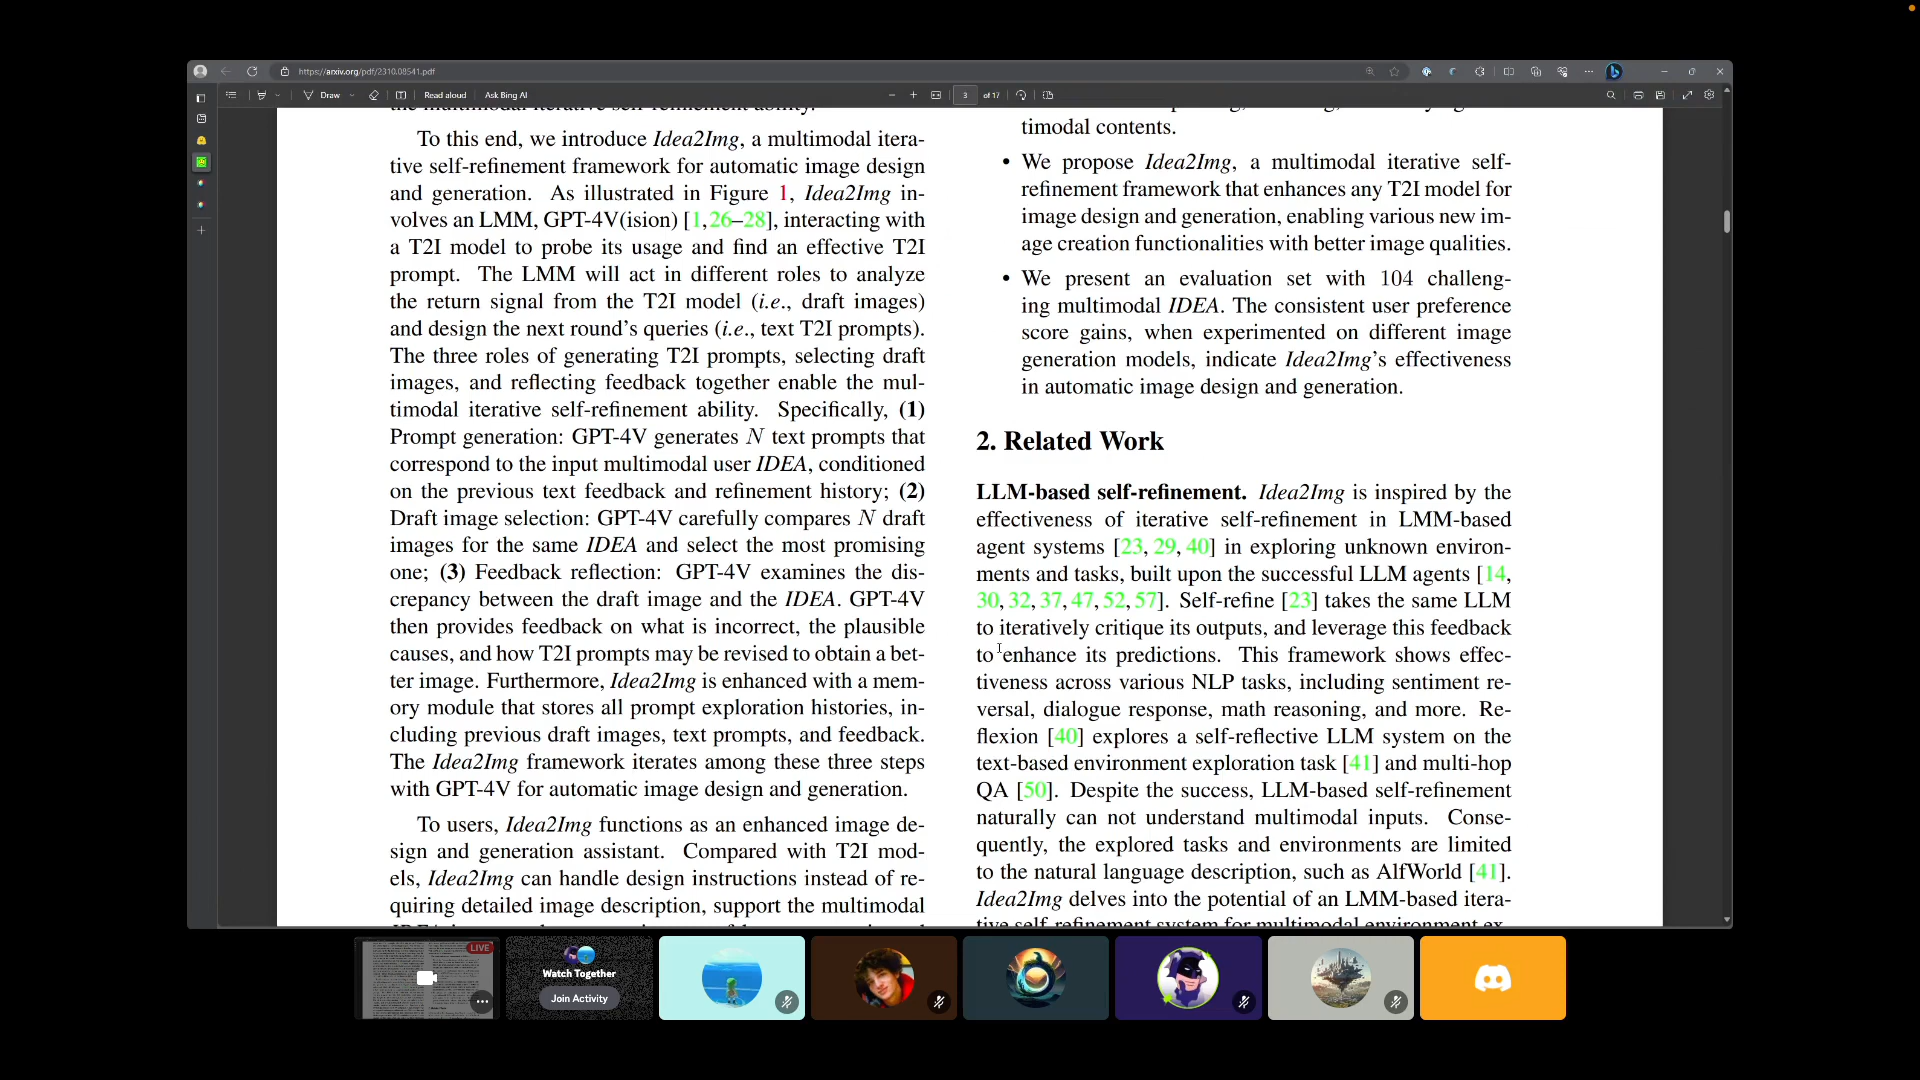 https://arxiv.org/pdf/2310.08541.pdf
Draw
Read aloud
Ask Bing AI
3
of 17
the multimodal iterative self-refinement ability.
To this end, we introduce Idea2Img, a multimodal itera-
tive self-refinement framework for automatic image design
and generation. As illustrated in Figure 1, Idea2Img in-
volves an LMM, GPT-4V(ision) [1,26–28], interacting with
a T2I model to probe its usage and find an effective T2I
prompt. The LMM will act in different roles to analyze
the return signal from the T2I model (i.e., draft images)
and design the next round's queries (i.e., text T2I prompts).
The three roles of generating T2I prompts, selecting draft
images, and reflecting feedback together enable the mul-
timodal iterative self-refinement ability. Specifically, (1)
Prompt generation: GPT-4V generates N text prompts that
correspond to the input multimodal user IDEA, conditioned
on the previous text feedback and refinement history; (2)
Draft image selection: GPT-4V carefully compares N draft
images for the same IDEA and select the most promising
one; (3) Feedback reflection: GPT-4V examines the dis-
crepancy between the draft image and the IDEA. GPT-4V
then provides feedback on what is incorrect, the plausible
causes, and how T2I prompts may be revised to obtain a bet-
ter image. Furthermore, Idea2Img is enhanced with a mem-
ory module that stores all prompt exploration histories, in-
cluding previous draft images, text prompts, and feedback.
The Idea2Img framework iterates among these three steps
with GPT-4V for automatic image design and generation.
To users, Idea2Img functions as an enhanced image de-
sign and generation assistant. Compared with T2I mod-
els, Idea2Img can handle design instructions instead of re-
quiring detailed image description, support the multimodal
timodal contents.
• We propose Idea2Img, a multimodal iterative self-
refinement framework that enhances any T2I model for
image design and generation, enabling various new im-
age creation functionalities with better image qualities.
• We present an evaluation set with 104 challeng-
ing multimodal IDEA. The consistent user preference
score gains, when experimented on different image
generation models, indicate Idea2Img's effectiveness
in automatic image design and generation.
2. Related Work
LLM-based self-refinement. Idea2Img is inspired by the
effectiveness of iterative self-refinement in LMM-based
agent systems [23, 29, 40] in exploring unknown environ-
ments and tasks, built upon the successful LLM agents [14,
30, 32, 37, 47, 52, 57]. Self-refine [23] takes the same LLM
to iteratively critique its outputs, and leverage this feedback
to enhance its predictions. This framework shows effec-
tiveness across various NLP tasks, including sentiment re-
versal, dialogue response, math reasoning, and more. Re-
flexion [40] explores a self-reflective LLM system on the
text-based environment exploration task [41] and multi-hop
QA [50]. Despite the success, LLM-based self-refinement
naturally can not understand multimodal inputs. Conse-
quently, the explored tasks and environments are limited
to the natural language description, such as AlfWorld [41].
Idea2Img delves into the potential of an LMM-based itera-
tive self-refinement system for multimodal environment ex-
LIVE
Watch Together
Join Activity